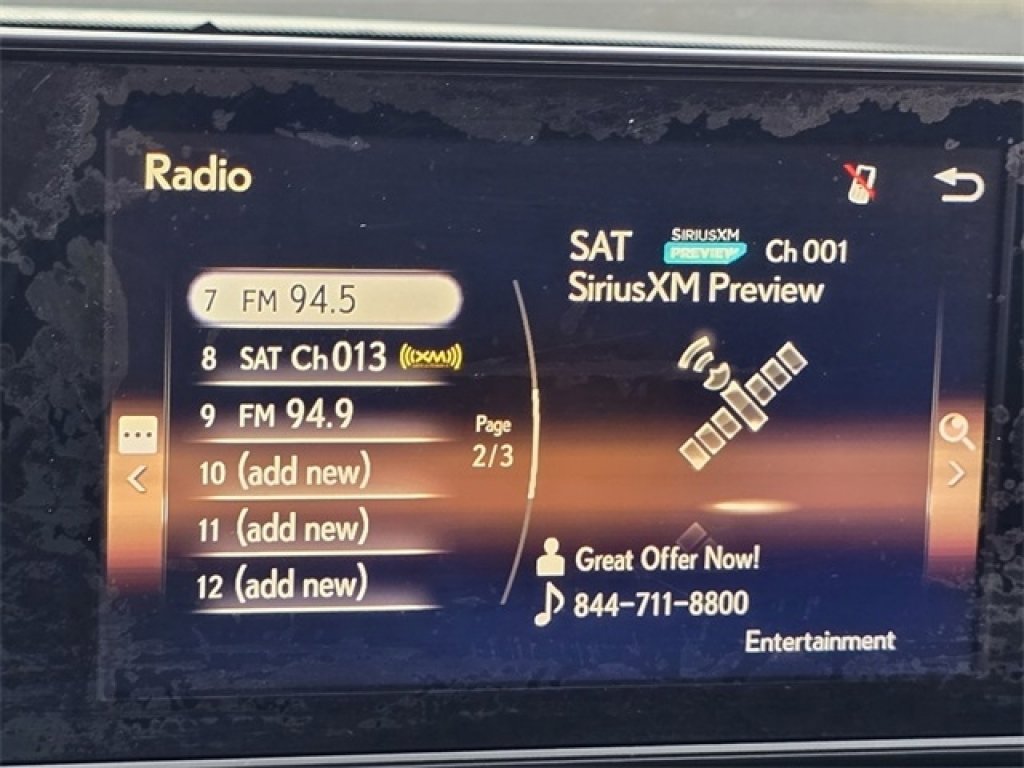 Radio
SAT SIRIUSXM PREVIEW Ch 001
SiriusXM Preview
7 FM 94.5
8 SAT Ch 013 ((XM))
9 FM 94.9
10 (add new)
11 (add new)
12 (add new)
Page
2/3
Great Offer Now!
844-711-8800
Entertainment